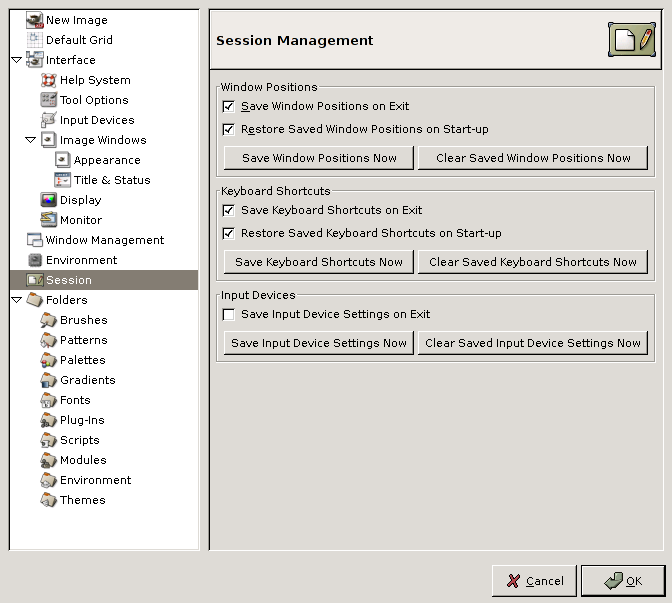 New Image
Default Grid
Interface
Help System
Tool Options
Input Devices
Image Windows
Appearance
Title & Status
Display
Monitor
Window Management
Environment
Session
Folders
Brushes
Patterns
Palettes
Gradients
Fonts
Plug-Ins
Scripts
Modules
Environment
Themes
Session Management
Window Positions
Save Window Positions on Exit
Restore Saved Window Positions on Start-up
Save Window Positions Now Clear Saved Window Positions Now
Keyboard Shortcuts
Save Keyboard Shortcuts on Exit
Restore Saved Keyboard Shortcuts on Start-up
Save Keyboard Shortcuts Now Clear Saved Keyboard Shortcuts Now
Input Devices
Save Input Device Settings on Exit
Save Input Device Settings Now Clear Saved Input Device Settings Now
Cancel OK